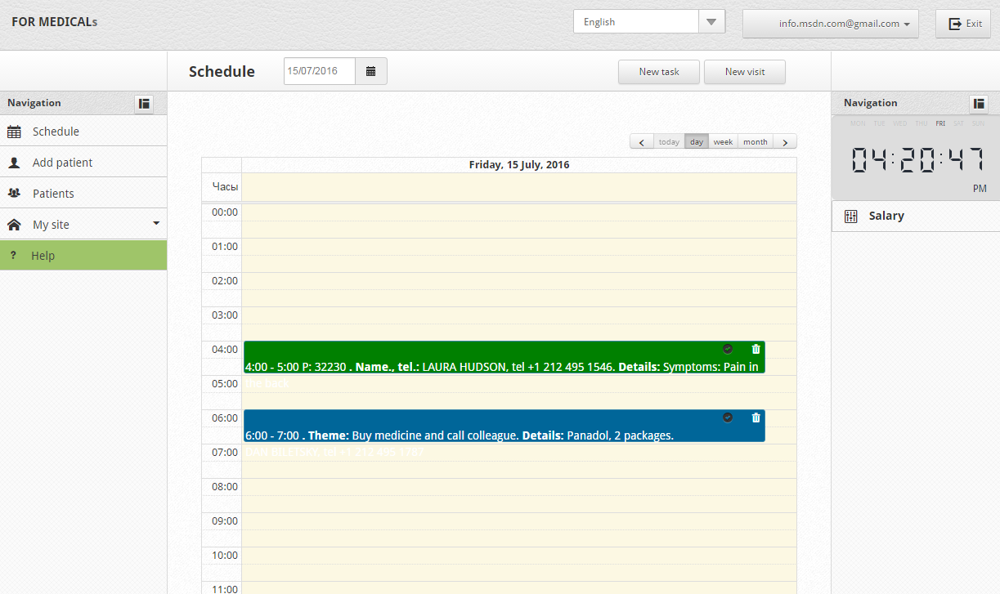 FOR MEDICALs
English
info.msdn.com@gmail.com
Exit
Schedule
15/07/2016
New task
New visit
Navigation
Schedule
Add patient
Patients
My site
? Help
today day week month
Friday, 15 July, 2016
Часы
00:00
01:00
02:00
03:00
04:00
4:00 - 5:00 P: 32230 . Name., tel.: LAURA HUDSON, tel +1 212 495 1546. Details: Symptoms: Pain in
the back
05:00
06:00
6:00 - 7:00 . Theme: Buy medicine and call colleague. Details: Panadol, 2 packages.
DAN BILETSKY, tel +1 212 495 1787
07:00
08:00
09:00
10:00
11:00
Navigation
MON TUE WED THU FRI SAT SUN
04:20:47
PM
Salary